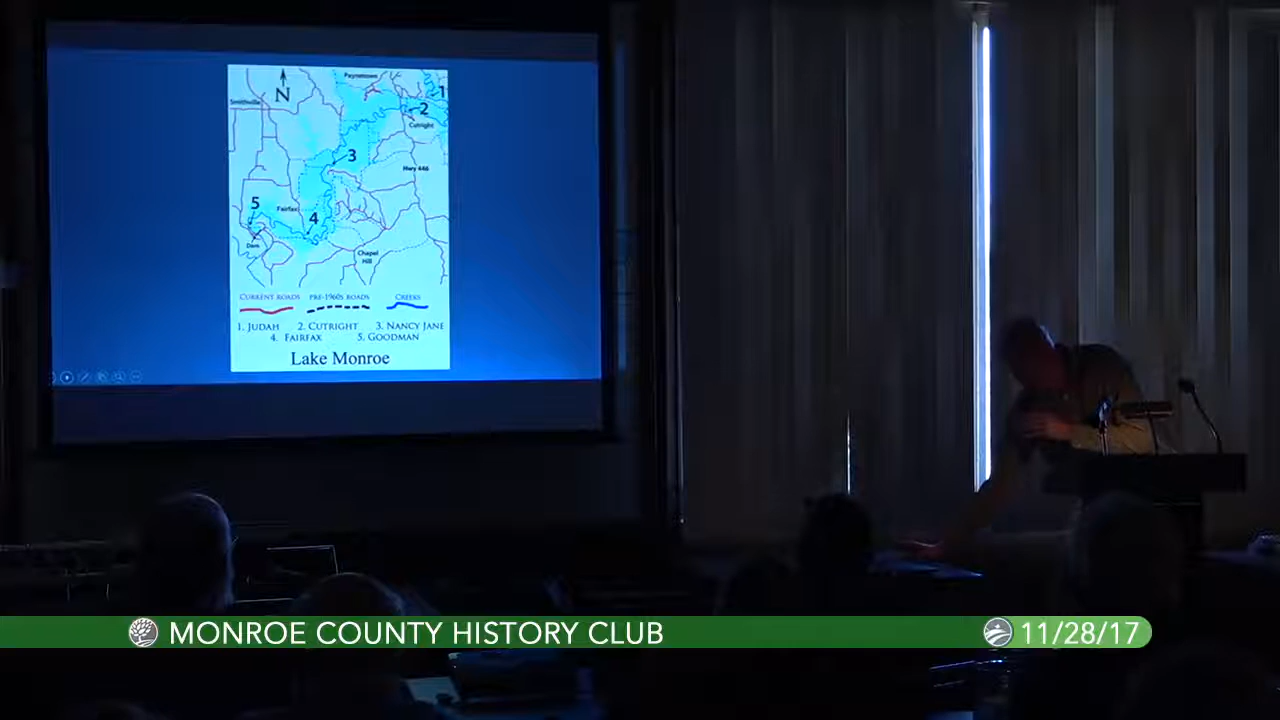 Paynetown
N
1
Smithville
2
Cutright
3
Hwy 446
5
Fairfax
4
Dam
Chapel
Hill
CURRENT ROADS PRE-1960s ROADS CREEKS
1. JUDAH 2. CUTRIGHT 3. NANCY JANE
4. FAIRFAX 5. GOODMAN
Lake Monroe
MONROE COUNTY HISTORY CLUB 11/28/17